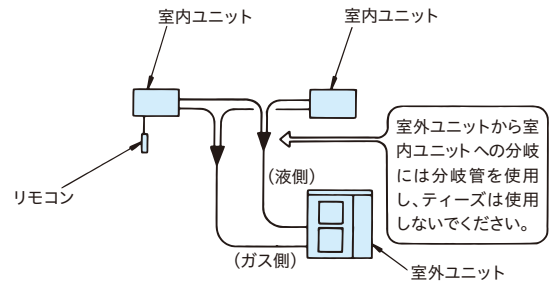 室内ユニット
室内ユニット
室外ユニットから室
内ユニットへの分岐
には分岐管を使用
し、ティーズは使用
しないでください。
リモコン
(液側)
(ガス側)
室外ユニット